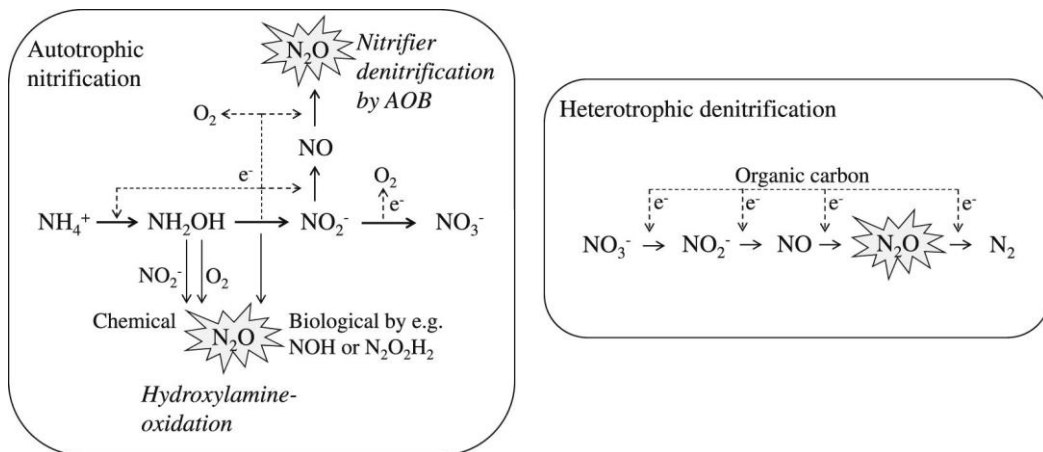 Autotrophic
nitrification
N₂O
Nitrifier
denitrification
by AOB
O₂
NO
e⁻
O₂
e⁻
NH₄⁺
NH₂OH
NO₂⁻
NO₃⁻
NO₂⁻
O₂
Chemical
N₂O
Biological by e.g.
NOH or N₂O₂H₂
Hydroxylamine-
oxidation
Heterotrophic denitrification
Organic carbon
e⁻ e⁻ e⁻ e⁻
NO₃⁻ NO₂⁻ NO N₂O N₂